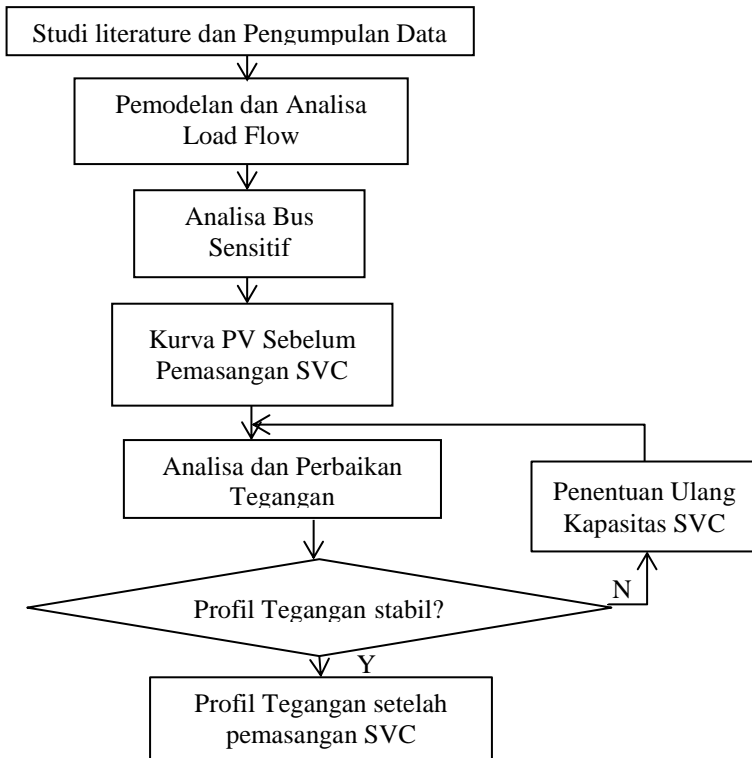 Studi literature dan Pengumpulan Data
Pemodelan dan Analisa
Load Flow
Analisa Bus
Sensitif
Kurva PV Sebelum
Pemasangan SVC
Analisa dan Perbaikan
Tegangan
Penentuan Ulang
Kapasitas SVC
Profil Tegangan stabil?
N
Y
Profil Tegangan setelah
pemasangan SVC